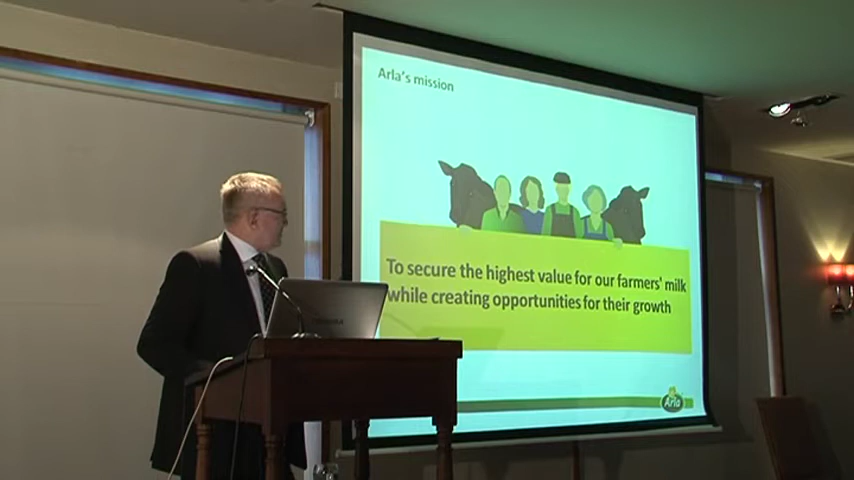 Arla's mission
To secure the highest value for our farmers' milk
while creating opportunities for their growth
Arla